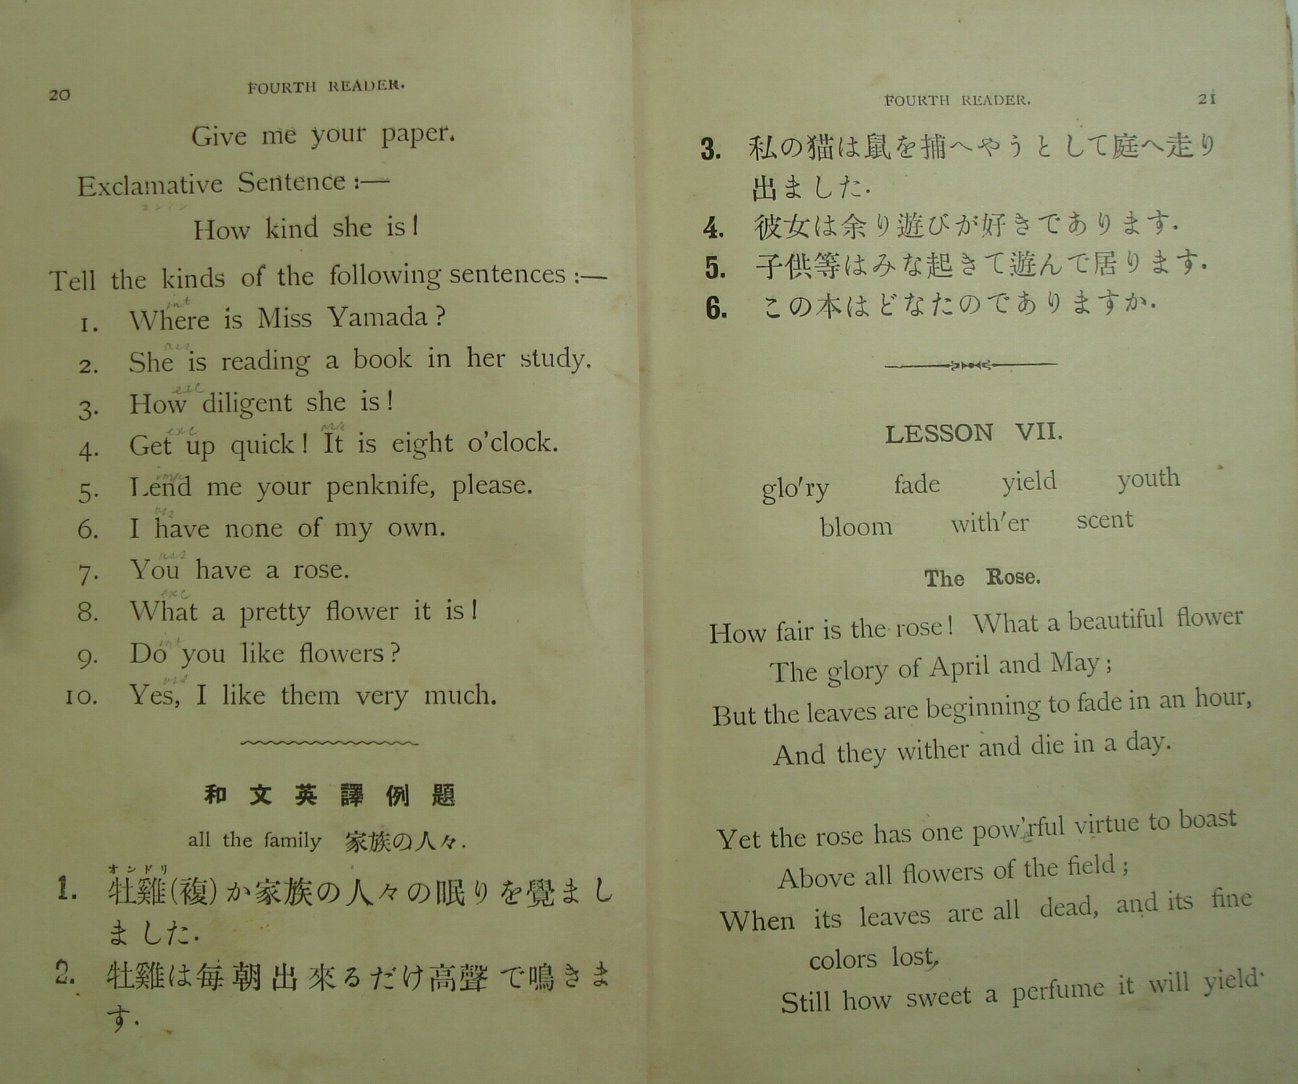 20
FOURTH READER.
Give me your paper.
Exclamative Sentence :—
How kind she is !
Tell the kinds of the following sentences :—
int
1. Where is Miss Yamada ?
2. She is reading a book in her study.
exc
3. How diligent she is !
exc
4. Get up quick ! It is eight o'clock.
5. Lend me your penknife, please.
6. I have none of my own.
7. You have a rose.
exc
8. What a pretty flower it is !
int
9. Do you like flowers ?
10. Yes, I like them very much.
和文英譯例題
all the family 家族の人々.
オンドリ
1. 牡雞(複)か家族の人々の眠りを覺まし
ました.
2. 牡雞は毎朝出來るだけ高聲で鳴きま
す.
FOURTH READER.
21
3. 私の猫は鼠を捕へやうとして庭へ走り
出ました.
4. 彼女は余り遊びが好きであります.
5. 子供等はみな起きて遊んで居ります.
6. この本はどなたのでありますか.
LESSON VII.
glo'ry fade yield youth
bloom with'er scent
The Rose.
How fair is the rose ! What a beautiful flower
The glory of April and May ;
But the leaves are beginning to fade in an hour,
And they wither and die in a day.
Yet the rose has one pow'rful virtue to boast
Above all flowers of the field ;
When its leaves are all dead, and its fine
colors lost,
Still how sweet a perfume it will yield